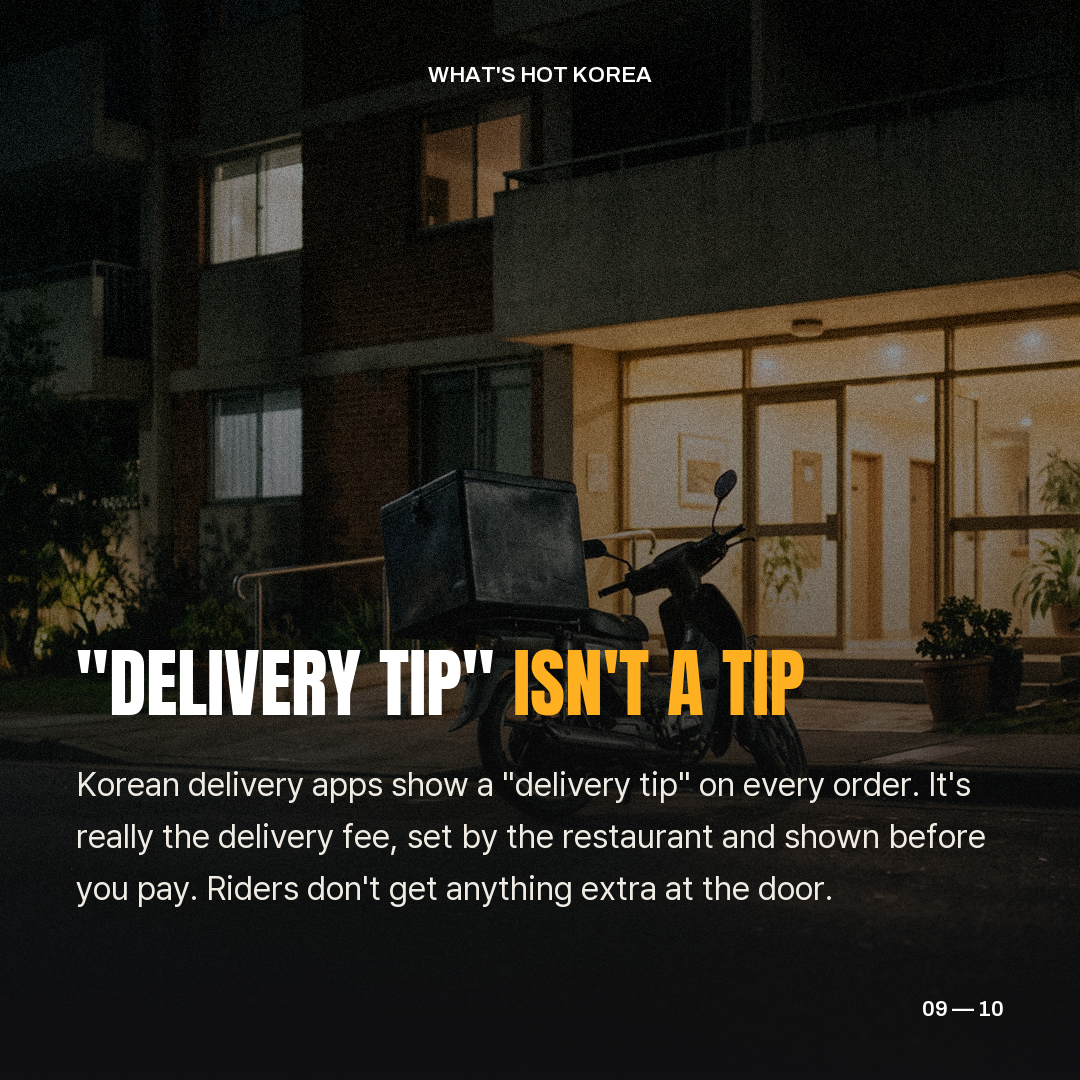 WHAT'S HOT KOREA
"DELIVERY TIP" ISN'T A TIP
Korean delivery apps show a "delivery tip" on every order. It's
really the delivery fee, set by the restaurant and shown before
you pay. Riders don't get anything extra at the door.
09 — 10